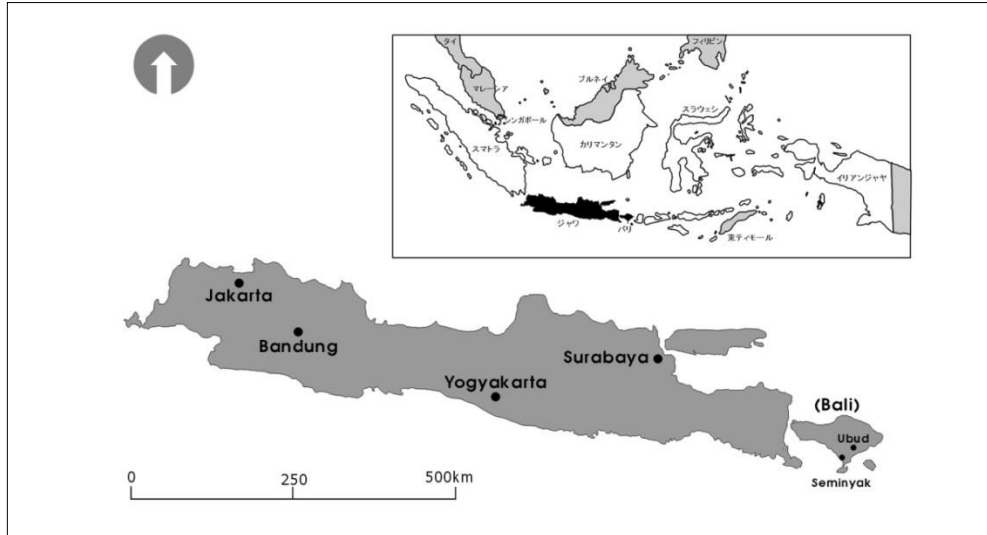 タイ
フィリピン
マレーシア
ブルネイ
シンガポール
スラウェシ
スマトラ
カリマンタン
イリアンジャヤ
ジャワ
バリ
東ティモール
Jakarta
Bandung
Surabaya
Yogyakarta
(Bali)
Ubud
Seminyak
0
250
500km